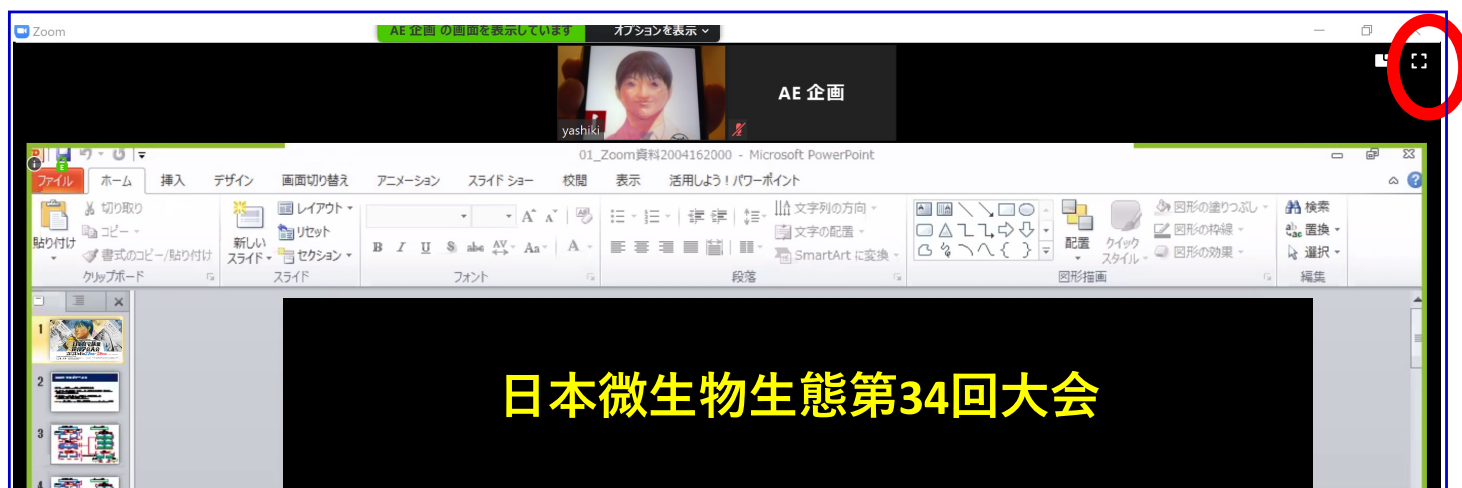 Zoom
AE 企画 の画面を表示しています オプションを表示
yashiki
AE 企画
01_Zoom資料2004162000 - Microsoft PowerPoint
ファイル ホーム 挿入 デザイン 画面切り替え アニメーション スライド ショー 校閲 表示 活用しよう！パワーポイント
貼り付け
切り取り
コピー
書式のコピー/貼り付け
クリップボード
新しい
スライド
レイアウト
リセット
セクション
スライド
B I U S abc AV Aa A
フォント
文字列の方向
文字の配置
SmartArt に変換
段落
配置
クイック
スタイル
図形の塗りつぶし
図形の枠線
図形の効果
図形描画
検索
置換
選択
編集
1
2
3
4
日本微生物生態第34回大会